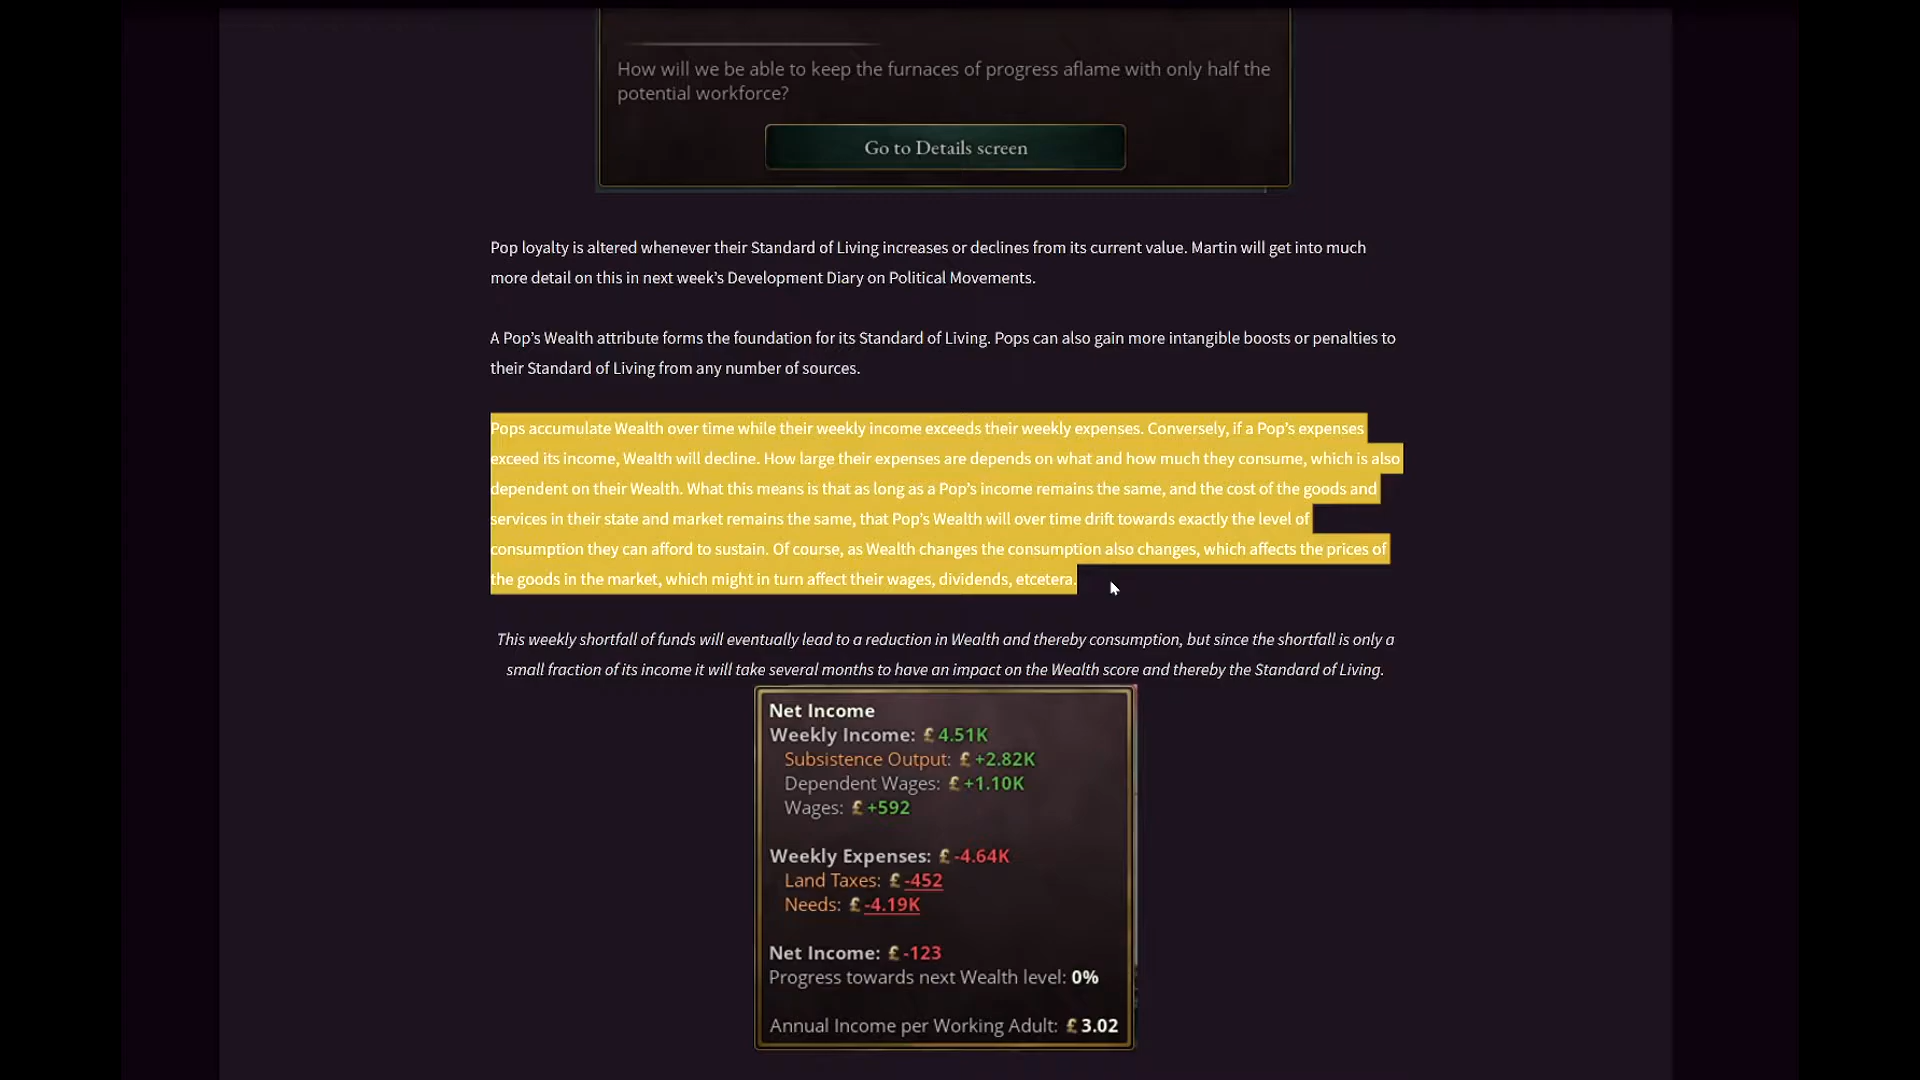 How will we be able to keep the furnaces of progress aflame with only half the
potential workforce?
Go to Details screen
Pop loyalty is altered whenever their Standard of Living increases or declines from its current value. Martin will get into much
more detail on this in next week’s Development Diary on Political Movements.
A Pop’s Wealth attribute forms the foundation for its Standard of Living. Pops can also gain more intangible boosts or penalties to
their Standard of Living from any number of sources.
Pops accumulate Wealth over time while their weekly income exceeds their weekly expenses. Conversely, if a Pop’s expenses
exceed its income, Wealth will decline. How large their expenses are depends on what and how much they consume, which is also
dependent on their Wealth. What this means is that as long as a Pop’s income remains the same, and the cost of the goods and
services in their state and market remains the same, that Pop’s Wealth will over time drift towards exactly the level of
consumption they can afford to sustain. Of course, as Wealth changes the consumption also changes, which affects the prices of
the goods in the market, which might in turn affect their wages, dividends, etcetera.
This weekly shortfall of funds will eventually lead to a reduction in Wealth and thereby consumption, but since the shortfall is only a
small fraction of its income it will take several months to have an impact on the Wealth score and thereby the Standard of Living.
Net Income
Weekly Income: £ 4.51K
Subsistence Output: £ +2.82K
Dependent Wages: £ +1.10K
Wages: £ +592
Weekly Expenses: £ -4.64K
Land Taxes: £ -452
Needs: £ -4.19K
Net Income: £ -123
Progress towards next Wealth level: 0%
Annual Income per Working Adult: £ 3.02